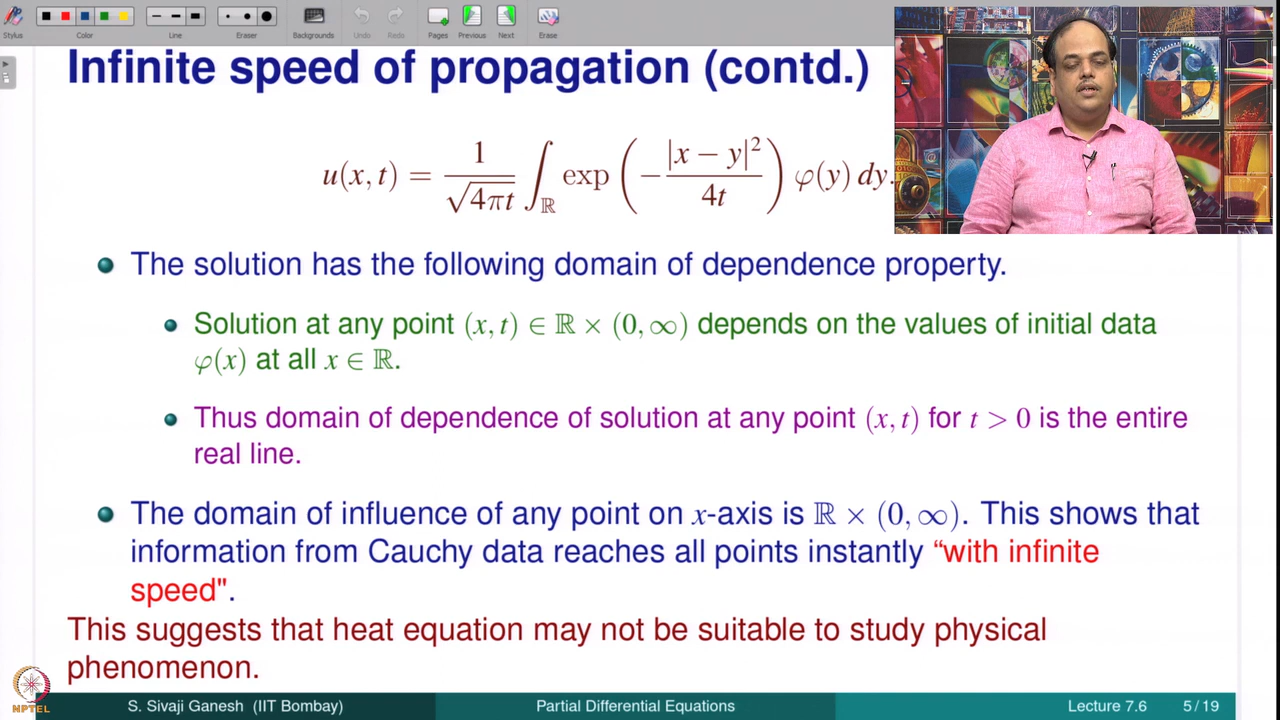 Stylus Color Line Eraser Backgrounds Undo Redo Pages Previous Next Erase
Infinite speed of propagation (contd.)
u(x, t) = \frac{1}{\sqrt{4πt}} ∫_ℝ exp ( −\frac{|x − y|²}{4t} ) φ(y) dy.
The solution has the following domain of dependence property.
Solution at any point (x, t) ∈ ℝ × (0, ∞) depends on the values of initial data
φ(x) at all x ∈ ℝ.
Thus domain of dependence of solution at any point (x, t) for t > 0 is the entire
real line.
The domain of influence of any point on x-axis is ℝ × (0, ∞). This shows that
information from Cauchy data reaches all points instantly “with infinite
speed".
This suggests that heat equation may not be suitable to study physical
phenomenon.
NPTEL
S. Sivaji Ganesh (IIT Bombay) Partial Differential Equations Lecture 7.6 5 / 19